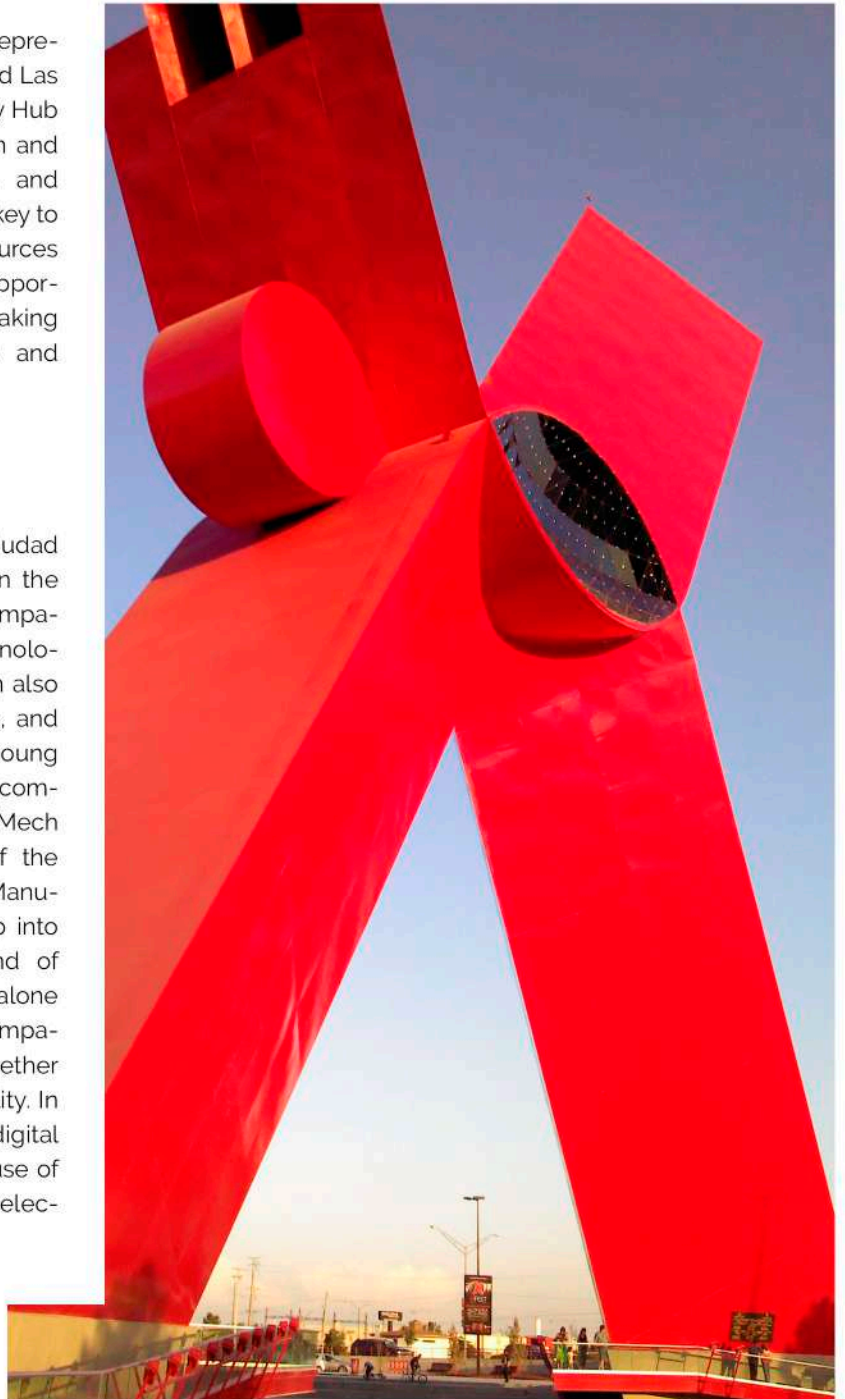 epre-
d Las
Hub
n and
and
key to
urces
ppor-
aking
and
udad
n the
mpa-
nolo-
n also
, and
oung
com-
Mech
f the
Manu-
o into
nd of
alone
mpa-
ether
ity. In
digital
use of
elec-